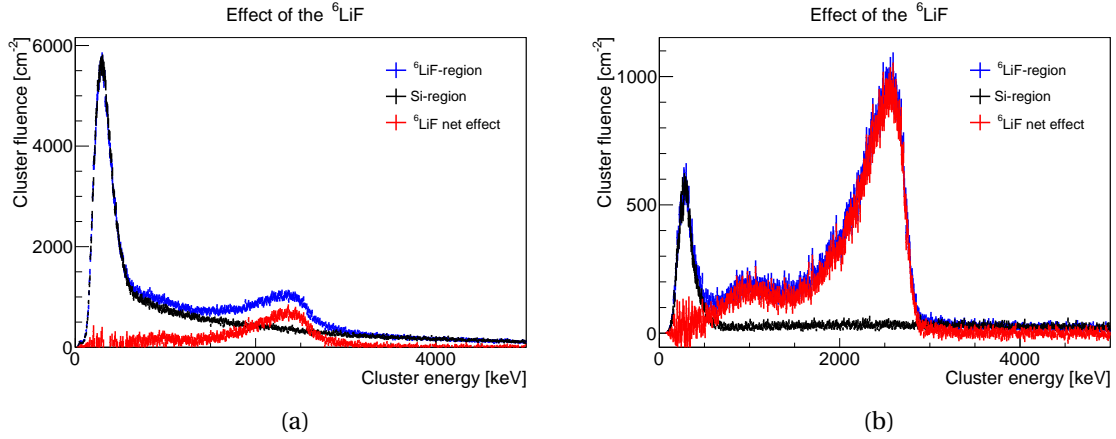 Effect of the ⁶LiF
Cluster fluence [cm⁻²]
6000
4000
2000
0
⁶LiF-region
Si-region
⁶LiF net effect
0
2000
4000
Cluster energy [keV]
(a)
Effect of the ⁶LiF
Cluster fluence [cm⁻²]
1000
500
0
⁶LiF-region
Si-region
⁶LiF net effect
0
2000
4000
Cluster energy [keV]
(b)